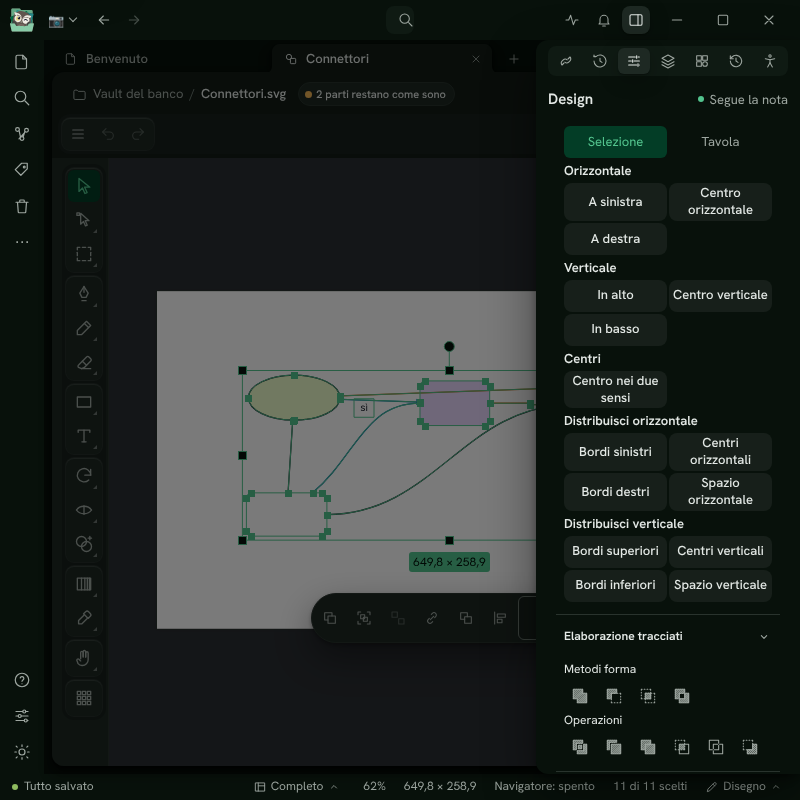 Benvenuto
Connettori
Vault del banco / Connettori.svg
2 parti restano come sono
Design
Segue la nota
Selezione
Tavola
Orizzontale
A sinistra
Centro orizzontale
A destra
Verticale
In alto
Centro verticale
In basso
Centri
Centro nei due sensi
Distribuisci orizzontale
Bordi sinistri
Centri orizzontali
Bordi destri
Spazio orizzontale
Distribuisci verticale
Bordi superiori
Centri verticali
Bordi inferiori
Spazio verticale
Elaborazione tracciati
Metodi forma
Operazioni
sì
649,8 × 258,9
Tutto salvato
Completo
62%
649,8 × 258,9
Navigatore: spento
11 di 11 scelti
Disegno